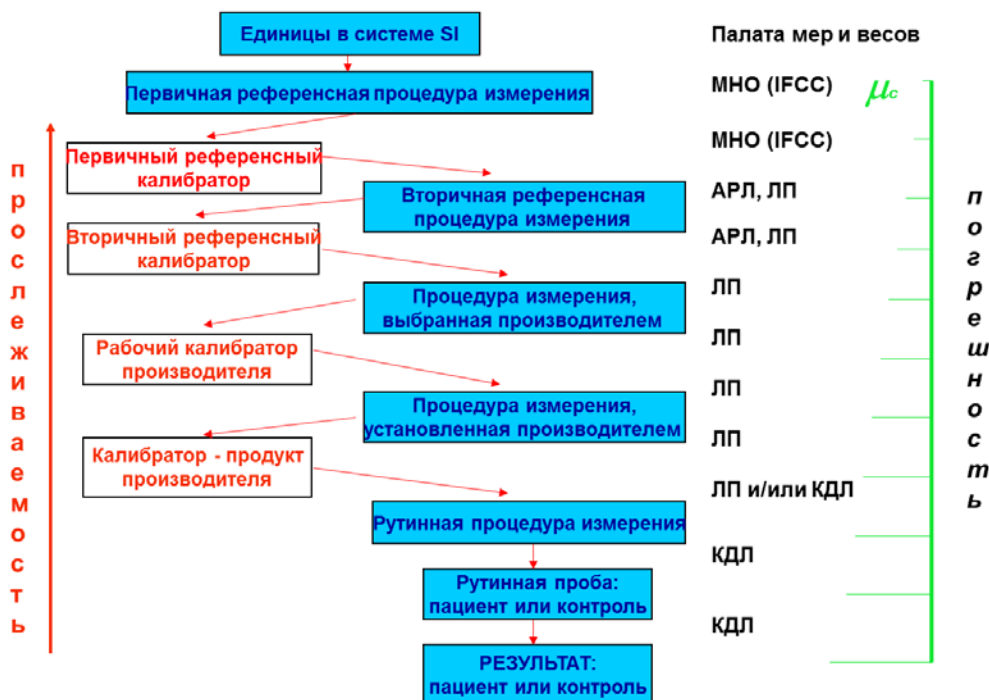 Единицы в системе SI
Палата мер и весов
Первичная референсная процедура измерения
МНО (IFCC)
μc
МНО (IFCC)
Первичный референсный
калибратор
Вторичная референсная
процедура измерения
АРЛ, ЛП
Вторичный референсный
калибратор
АРЛ, ЛП
Процедура измерения,
выбранная производителем
ЛП
Рабочий калибратор
производителя
ЛП
Процедура измерения,
установленная производителем
ЛП
ЛП
Калибратор - продукт
производителя
ЛП и/или КДЛ
Рутинная процедура измерения
КДЛ
Рутинная проба:
пациент или контроль
КДЛ
РЕЗУЛЬТАТ:
пациент или контроль
прослеживаемость
погрешность